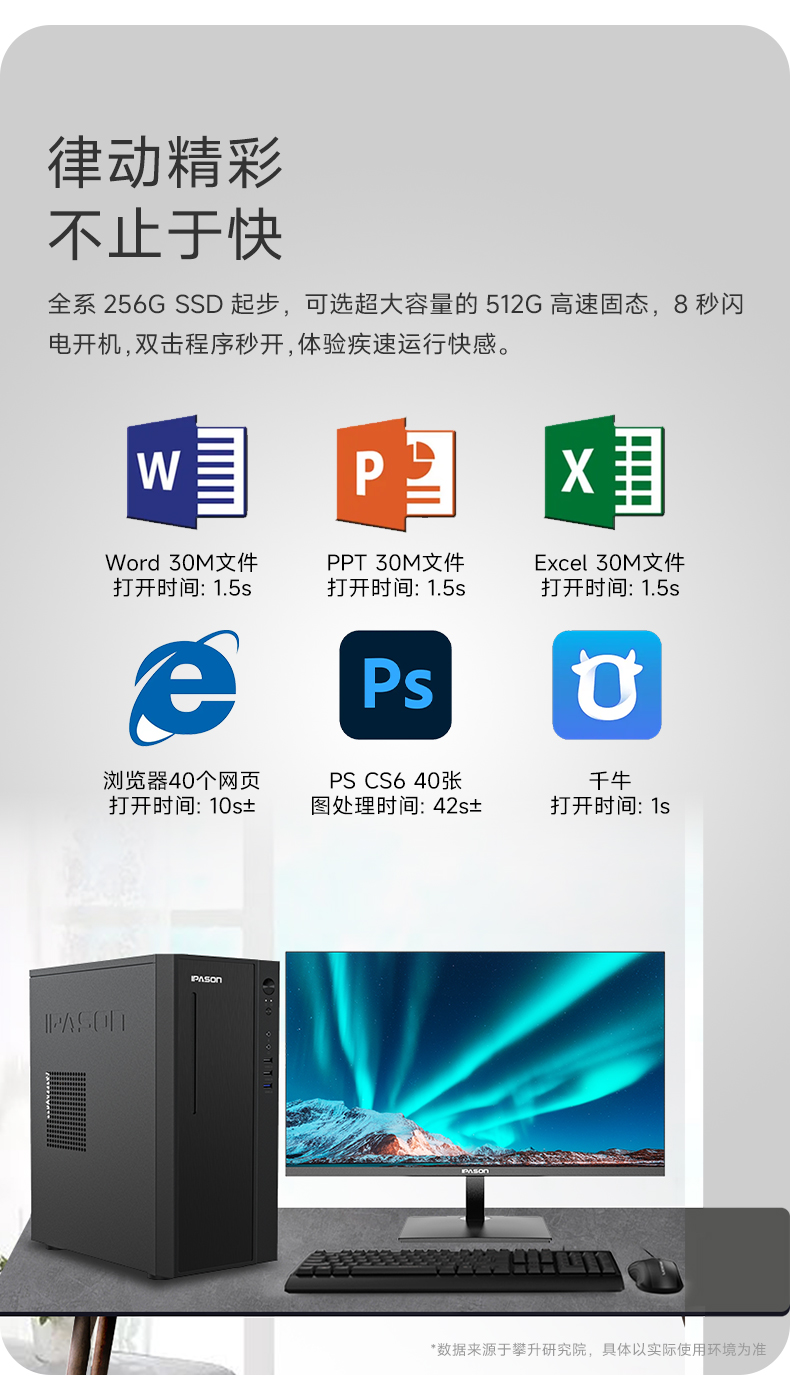 律动精彩
不止于快
全系 256G SSD 起步，可选超大容量的 512G 高速固态，8 秒闪
电开机,双击程序秒开,体验疾速运行快感。
W
P
X
Word 30M文件
打开时间: 1.5s
PPT 30M文件
打开时间: 1.5s
Excel 30M文件
打开时间: 1.5s
Ps
浏览器40个网页
打开时间: 10s±
PS CS6 40张
图处理时间: 42s±
千牛
打开时间: 1s
IPASON
IPASON
IPASON
*数据来源于攀升研究院，具体以实际使用环境为准